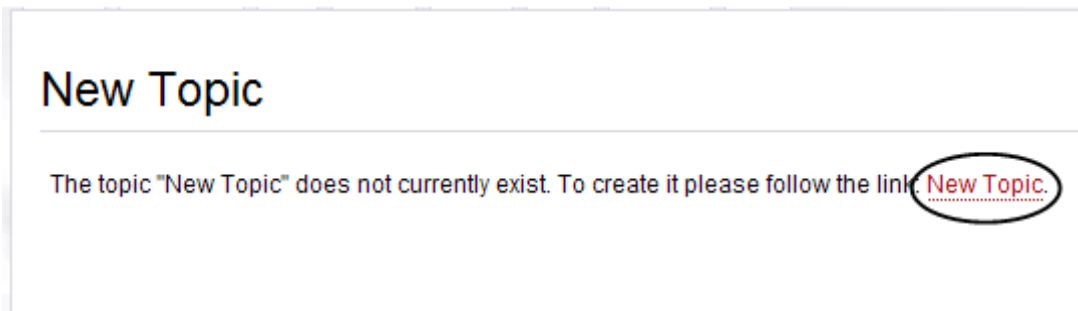 New Topic
The topic "New Topic" does not currently exist. To create it please follow the link: New Topic.